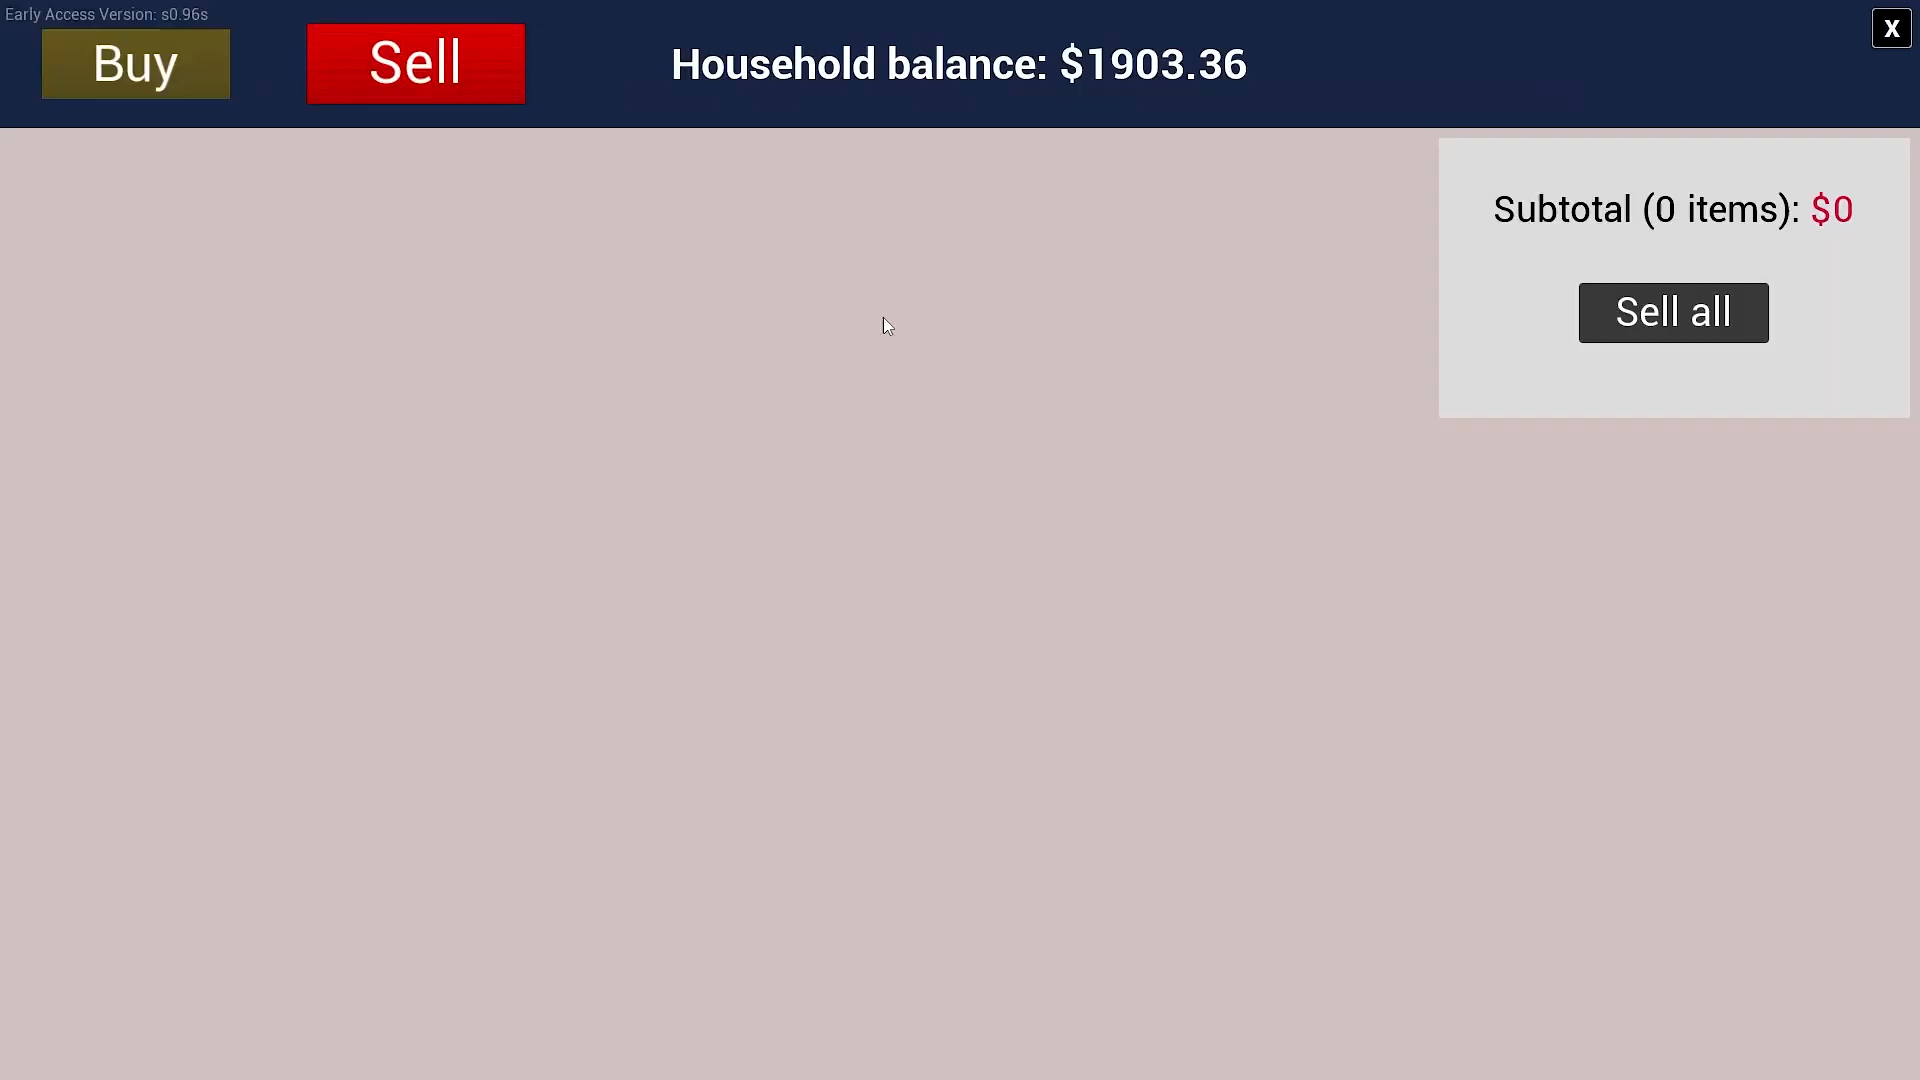 Early Access Version: s0.96s
Buy
Sell
Household balance: $1903.36
X
Subtotal (0 items): $0
Sell all